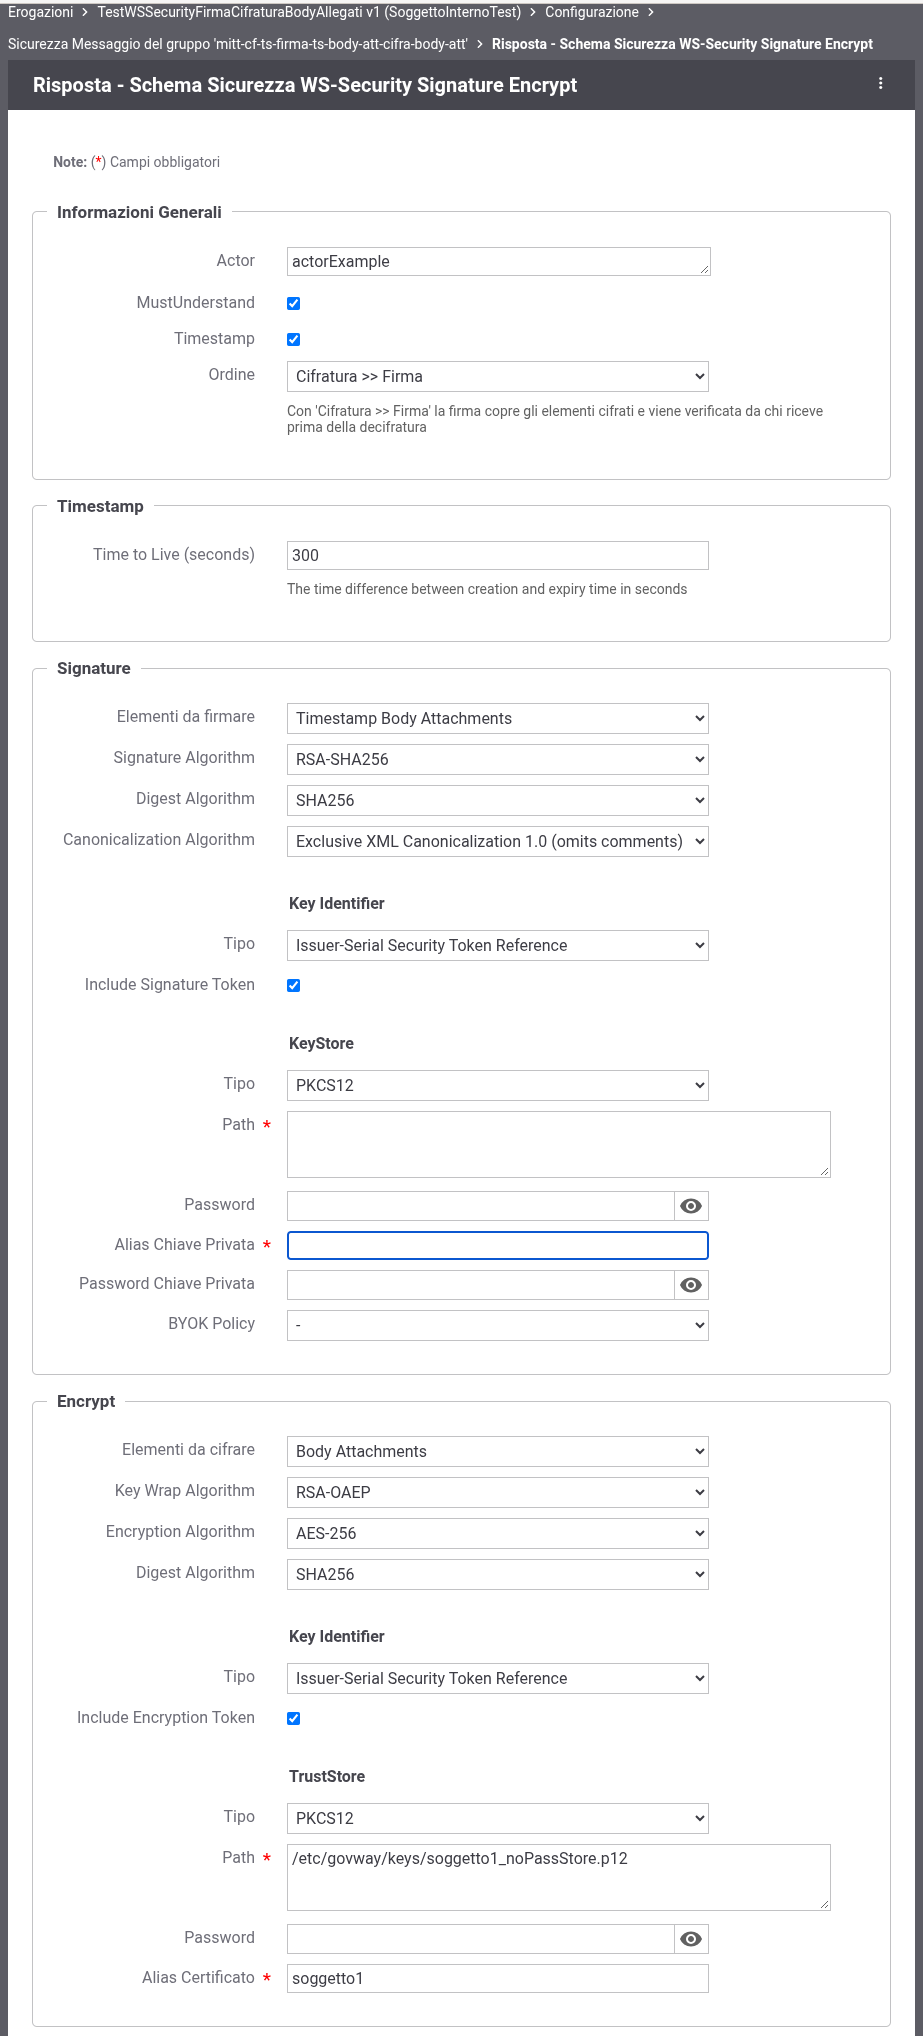 Erogazioni > TestWSSecurityFirmaCifraturaBodyAllegati v1 (SoggettoInternoTest) > Configurazione >
Sicurezza Messaggio del gruppo 'mitt-cf-ts-firma-ts-body-att-cifra-body-att' > Risposta - Schema Sicurezza WS-Security Signature Encrypt
Risposta - Schema Sicurezza WS-Security Signature Encrypt
Note: (*) Campi obbligatori
Informazioni Generali
Actor actorExample
MustUnderstand
Timestamp
Ordine Cifratura >> Firma
Con 'Cifratura >> Firma' la firma copre gli elementi cifrati e viene verificata da chi riceve
prima della decifratura
Timestamp
Time to Live (seconds) 300
The time difference between creation and expiry time in seconds
Signature
Elementi da firmare Timestamp Body Attachments
Signature Algorithm RSA-SHA256
Digest Algorithm SHA256
Canonicalization Algorithm Exclusive XML Canonicalization 1.0 (omits comments)
Key Identifier
Tipo Issuer-Serial Security Token Reference
Include Signature Token
KeyStore
Tipo PKCS12
Path *
Password
Alias Chiave Privata *
Password Chiave Privata
BYOK Policy -
Encrypt
Elementi da cifrare Body Attachments
Key Wrap Algorithm RSA-OAEP
Encryption Algorithm AES-256
Digest Algorithm SHA256
Key Identifier
Tipo Issuer-Serial Security Token Reference
Include Encryption Token
TrustStore
Tipo PKCS12
Path * /etc/govway/keys/soggetto1_noPassStore.p12
Password
Alias Certificato * soggetto1